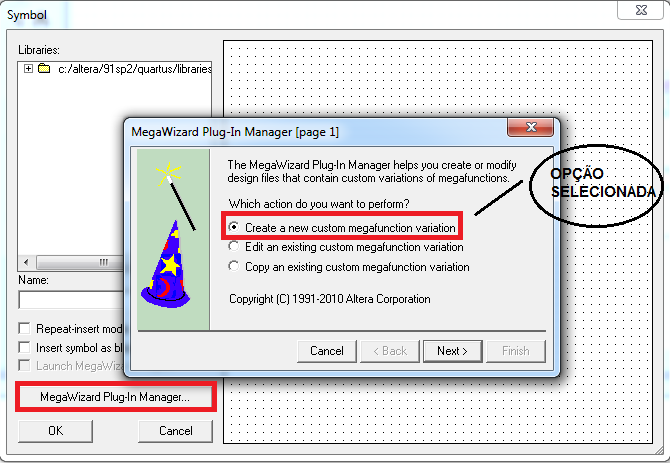 Symbol
Libraries:
c:/altera/91sp2/quartus/libraries
MegaWizard Plug-In Manager [page 1]
The MegaWizard Plug-In Manager helps you create or modify
design files that contain custom variations of megafunctions.
Which action do you want to perform?
Create a new custom megafunction variation
Edit an existing custom megafunction variation
Copy an existing custom megafunction variation
Copyright (C) 1991-2010 Altera Corporation
Cancel
< Back
Next >
Finish
OPÇÃO
SELECIONADA
Name:
Repeat-insert mod
Insert symbol as bl
Launch MegaWiz
MegaWizard Plug-In Manager...
OK
Cancel